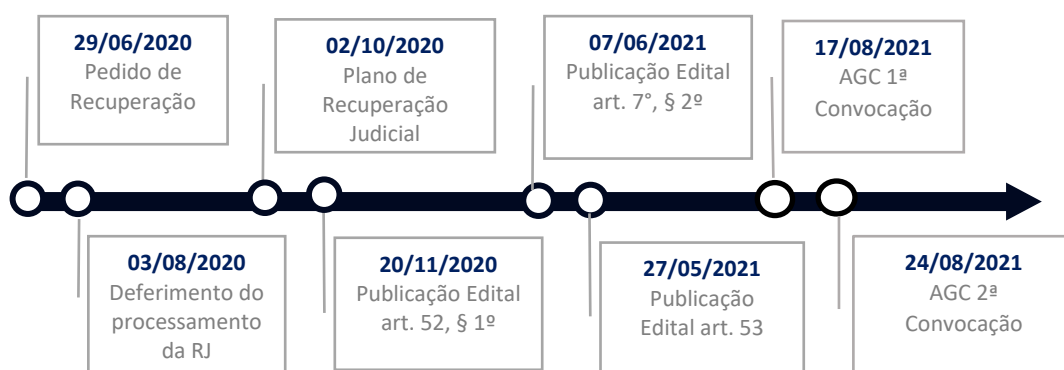 29/06/2020
Pedido de
Recuperação
02/10/2020
Plano de
Recuperação
Judicial
07/06/2021
Publicação Edital
art. 7°, § 2º
17/08/2021
AGC 1ª
Convocação
03/08/2020
Deferimento do
processamento
da RJ
20/11/2020
Publicação Edital
art. 52, § 1º
27/05/2021
Publicação
Edital art. 53
24/08/2021
AGC 2ª
Convocação